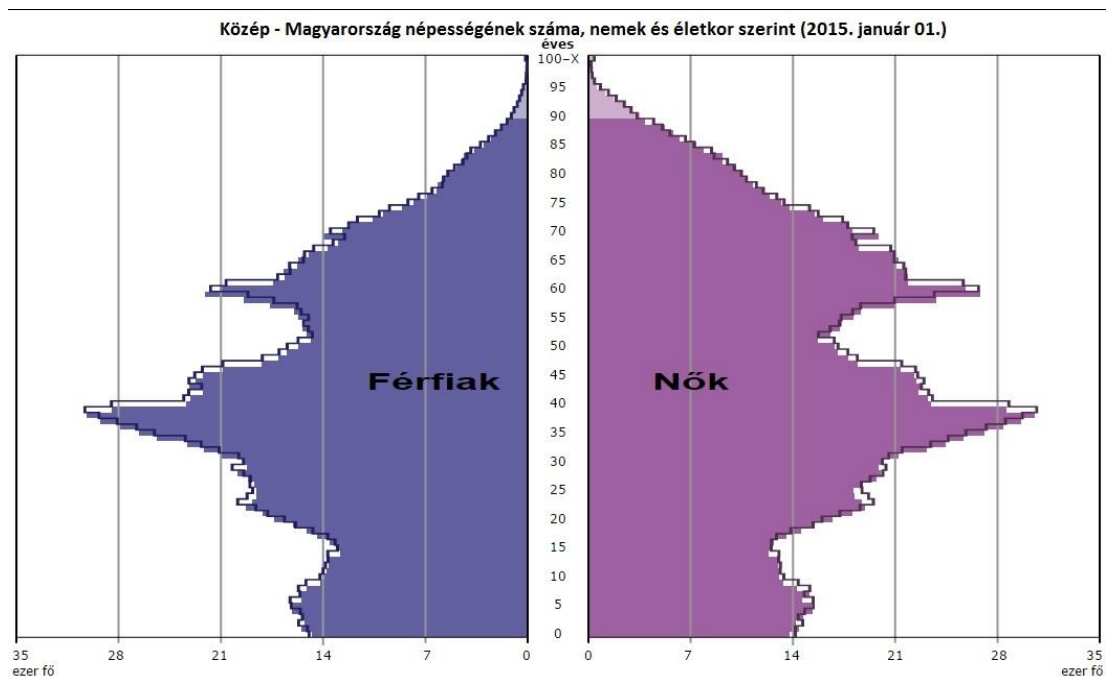 Közép - Magyarország népességének száma, nemek és életkor szerint (2015. január 01.)
éves
100-X
95
90
85
80
75
70
65
60
55
50
45
40
35
30
25
20
15
10
5
0
Férfiak
Nők
35 28 21 14 7 0 0 7 14 21 28 35
ezer fő ezer fő